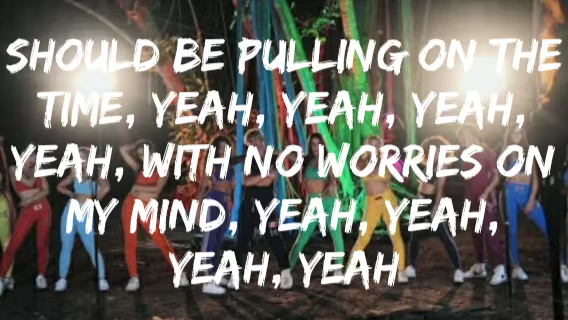 SHOULD BE PULLING ON THE
TIME, YEAH, YEAH, YEAH,
YEAH, WITH NO WORRIES ON
MY MIND, YEAH, YEAH,
YEAH, YEAH